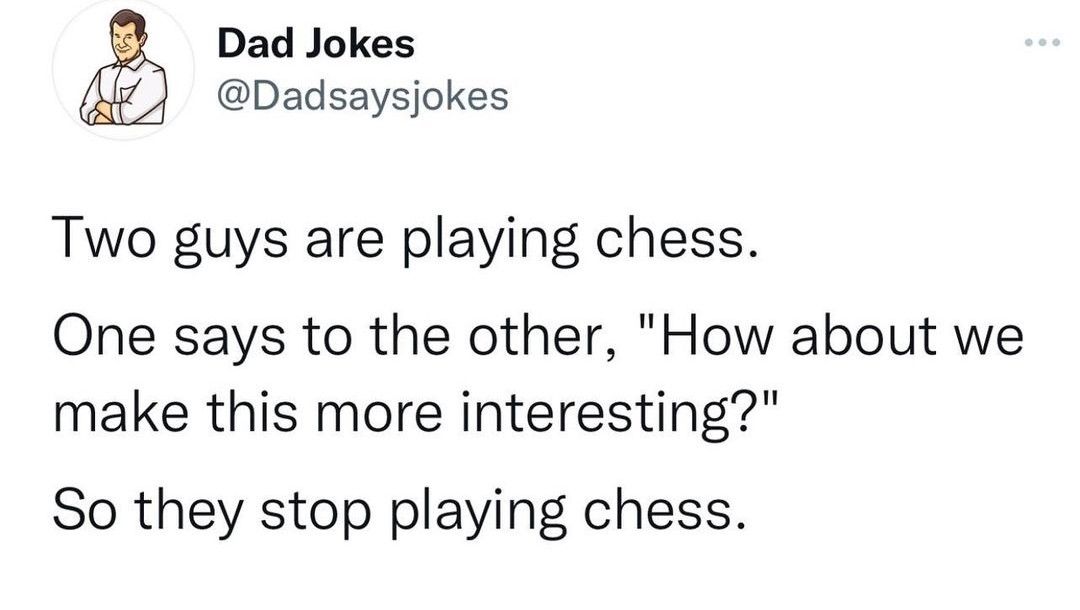 Dad Jokes
@Dadsaysjokes
Two guys are playing chess.
One says to the other, "How about we
make this more interesting?"
So they stop playing chess.